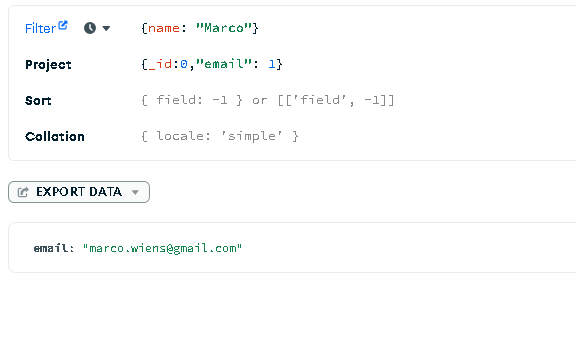 Filter {name: "Marco"}
Project {_id:0,"email": 1}
Sort { field: -1 } or [['field', -1]]
Collation { locale: 'simple' }
EXPORT DATA
email: "marco.wiens@gmail.com"